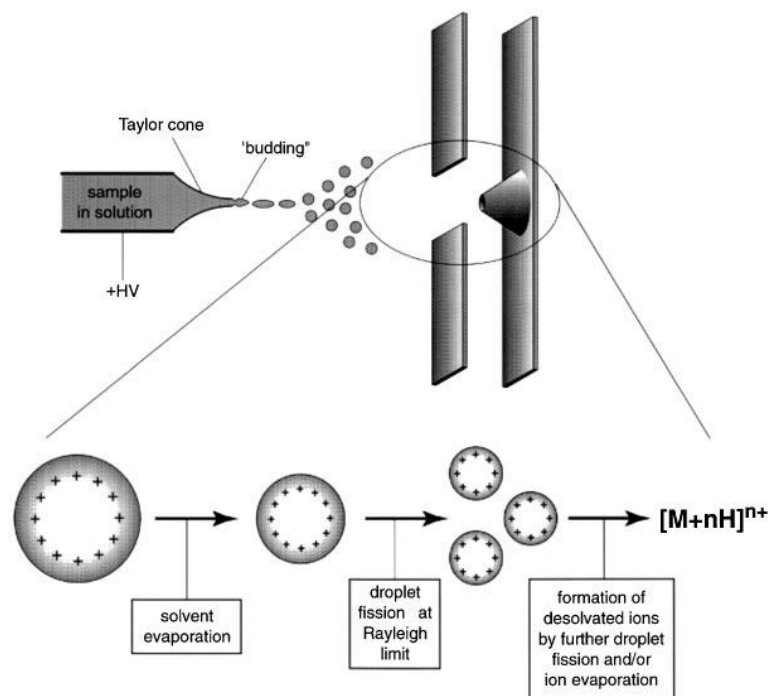 Taylor cone
'budding"
sample
in solution
+HV
+ + + + + + + + + + + +
+ + + + + + + + + + + +
+ + + + + + + +
+ + + + + + + +
+ + + + + + + +
[M+nH]ⁿ⁺
solvent
evaporation
droplet
fission at
Rayleigh
limit
formation of
desolvated ions
by further droplet
fission and/or
ion evaporation